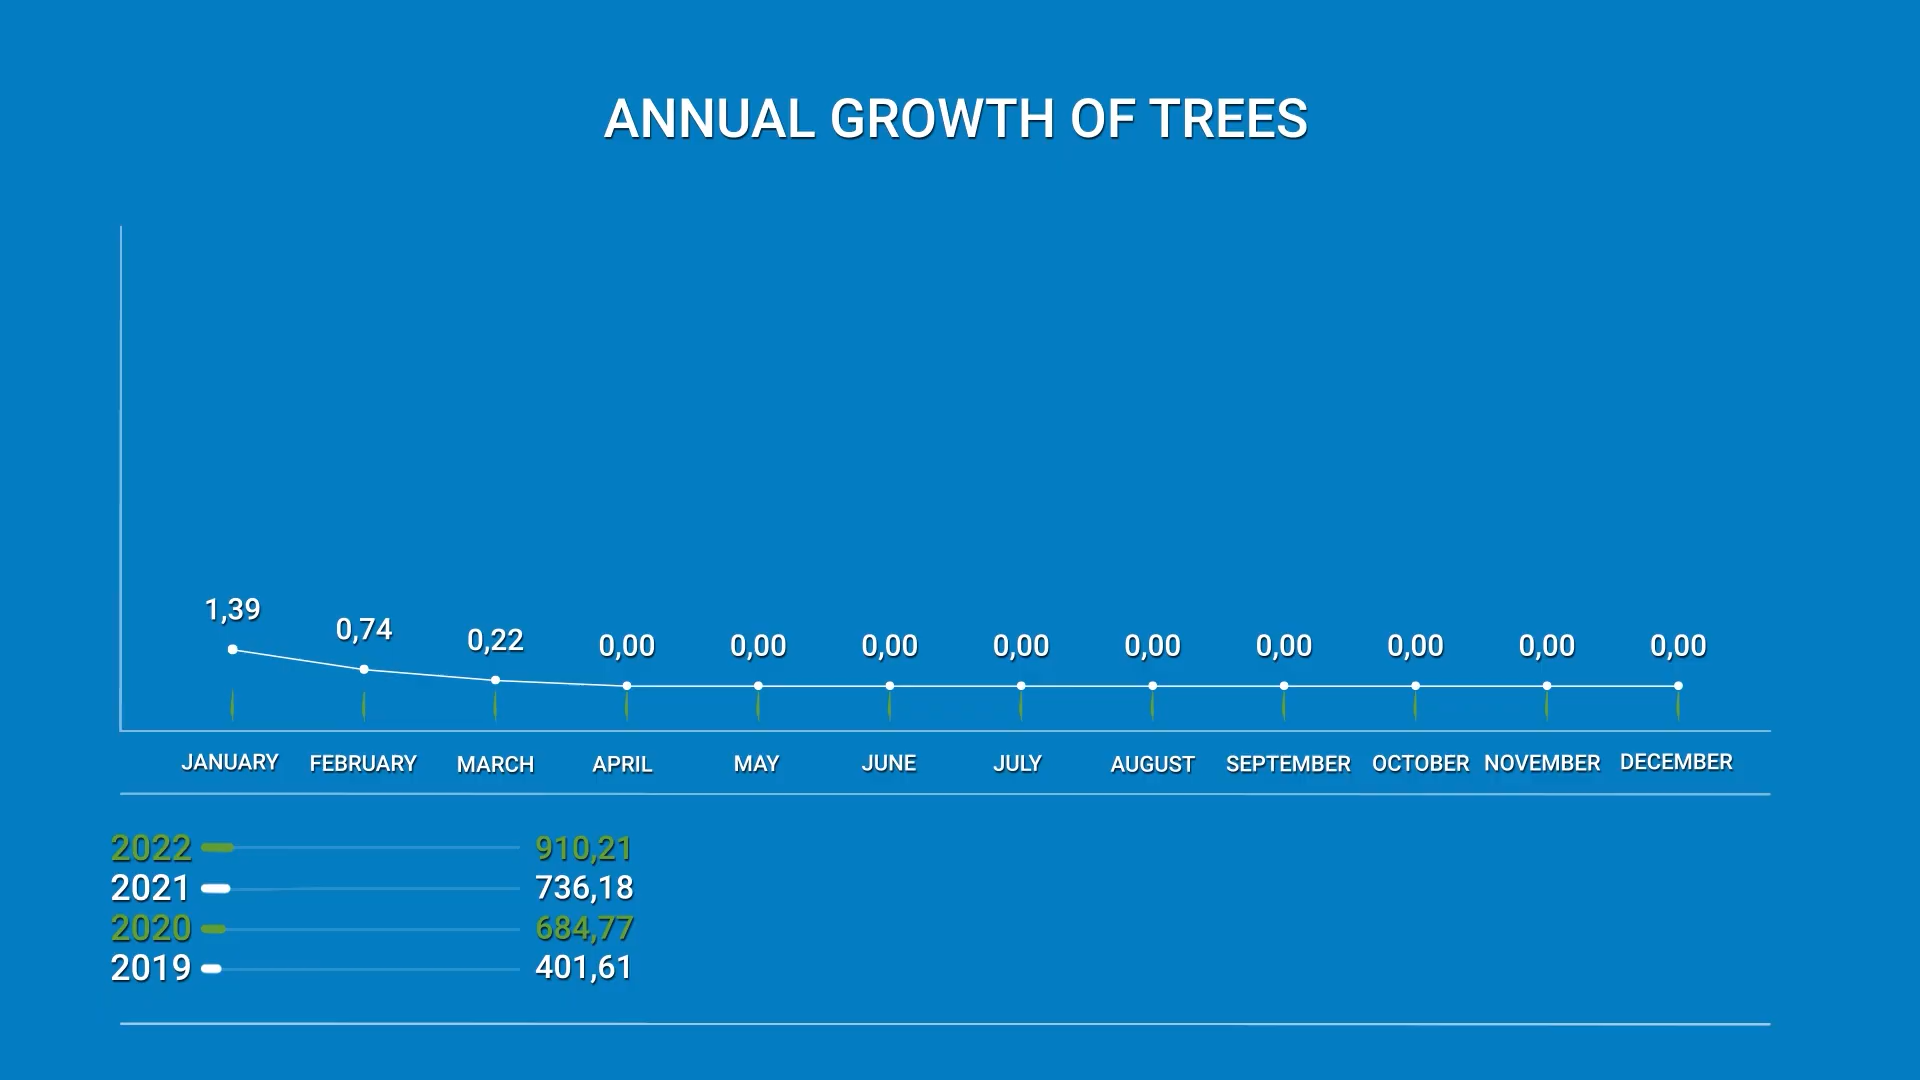 ANNUAL GROWTH OF TREES
1,39 0,74 0,22 0,00 0,00 0,00 0,00 0,00 0,00 0,00 0,00 0,00
JANUARY FEBRUARY MARCH APRIL MAY JUNE JULY AUGUST SEPTEMBER OCTOBER NOVEMBER DECEMBER
2022 910,21
2021 736,18
2020 684,77
2019 401,61